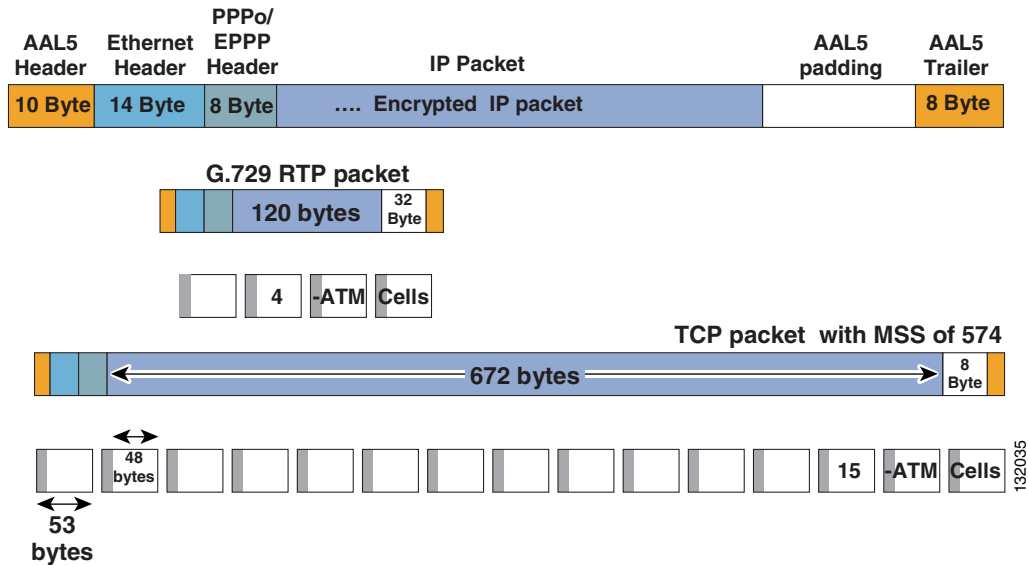 AAL5 Header
Ethernet Header
PPPo/ EPPP Header
IP Packet
AAL5 padding
AAL5 Trailer
10 Byte
14 Byte
8 Byte
.... Encrypted IP packet
8 Byte
G.729 RTP packet
120 bytes
32 Byte
4
-ATM
Cells
TCP packet with MSS of 574
672 bytes
8 Byte
48 bytes
15
-ATM
Cells
53 bytes
132035